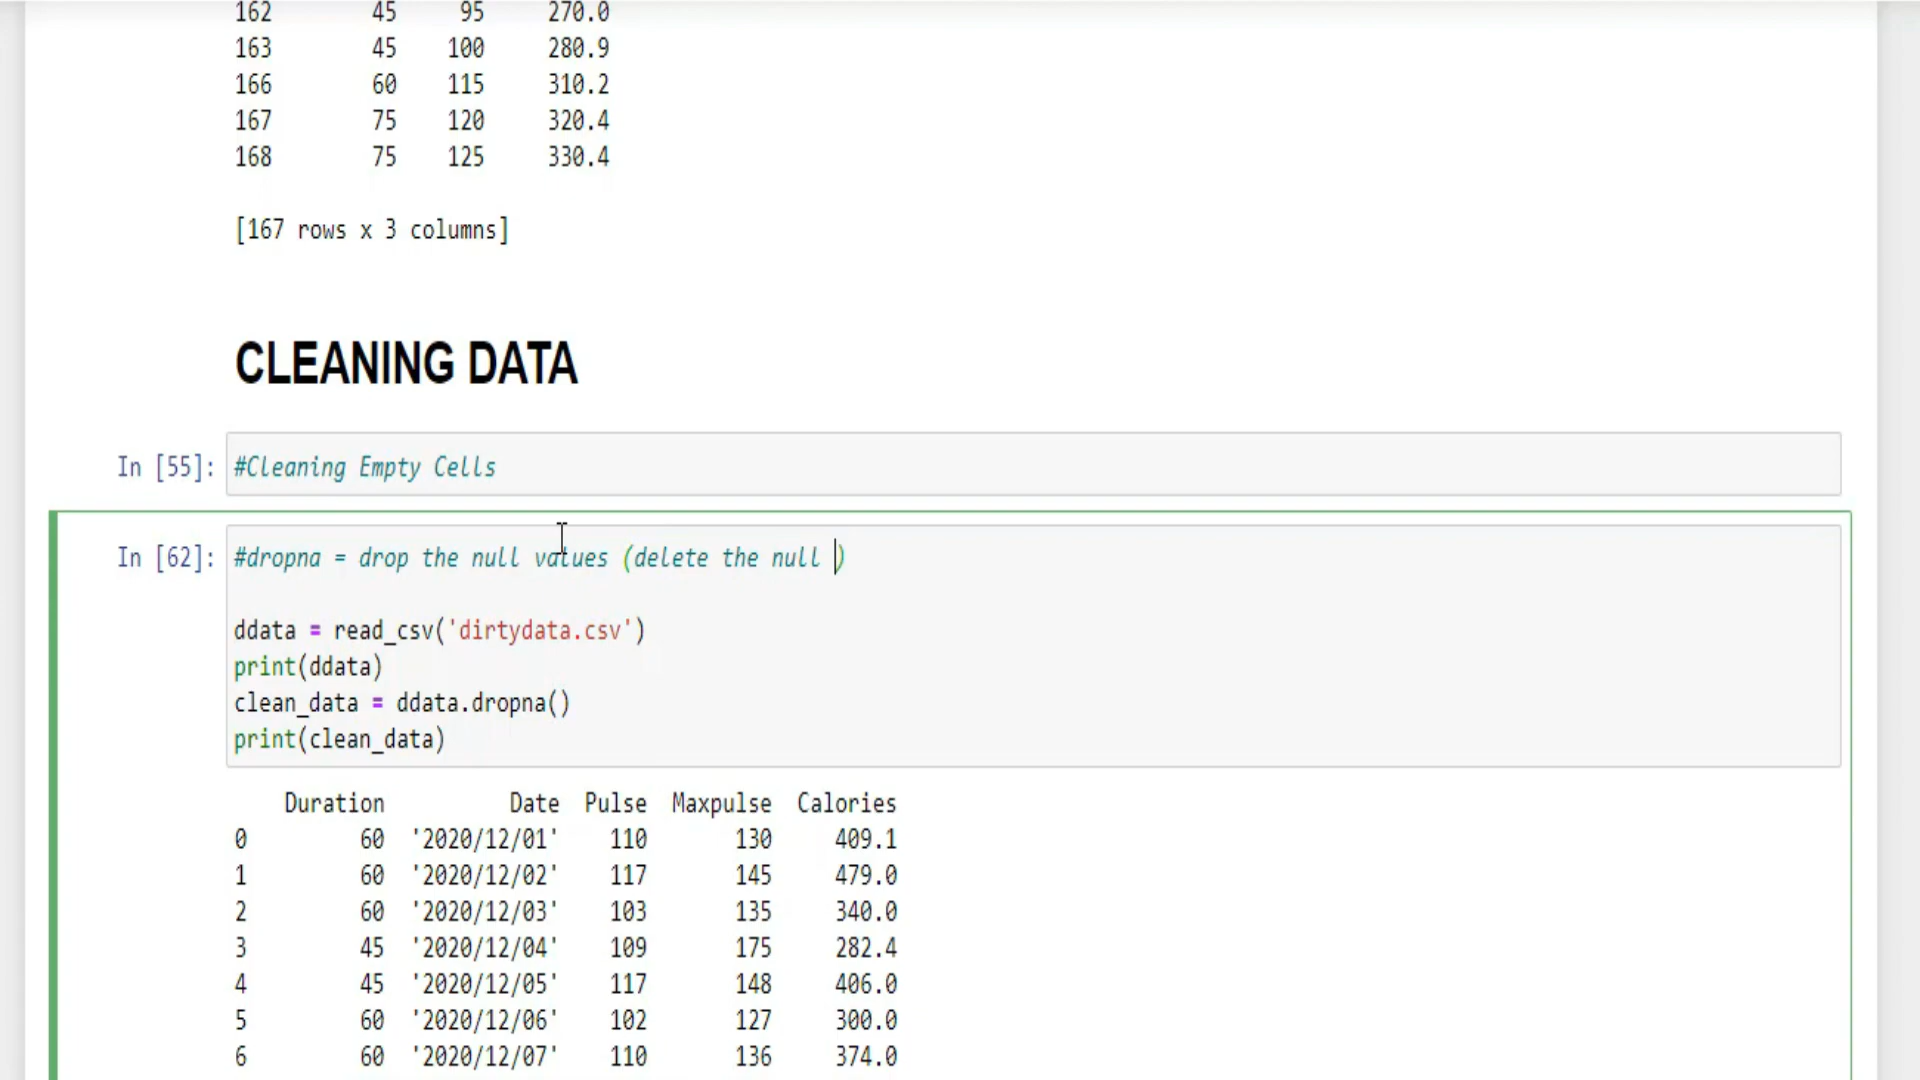 162 45 95 270.0
163 45 100 280.9
166 60 115 310.2
167 75 120 320.4
168 75 125 330.4
[167 rows x 3 columns]
CLEANING DATA
In [55]: #Cleaning Empty Cells
In [62]: #dropna = drop the null values (delete the null )
ddata = read_csv('dirtydata.csv')
print(ddata)
clean_data = ddata.dropna()
print(clean_data)
Duration Date Pulse Maxpulse Calories
0 60 '2020/12/01' 110 130 409.1
1 60 '2020/12/02' 117 145 479.0
2 60 '2020/12/03' 103 135 340.0
3 45 '2020/12/04' 109 175 282.4
4 45 '2020/12/05' 117 148 406.0
5 60 '2020/12/06' 102 127 300.0
6 60 '2020/12/07' 110 136 374.0